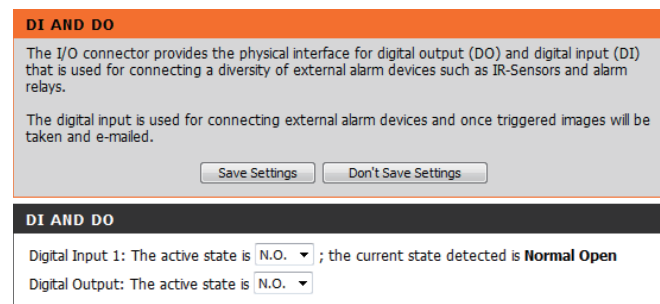 DI AND DO
The I/O connector provides the physical interface for digital output (DO) and digital input (DI)
that is used for connecting a diversity of external alarm devices such as IR-Sensors and alarm
relays.
The digital input is used for connecting external alarm devices and once triggered images will be
taken and e-mailed.
Save Settings Don't Save Settings
DI AND DO
Digital Input 1: The active state is N.O. ; the current state detected is Normal Open
Digital Output: The active state is N.O.